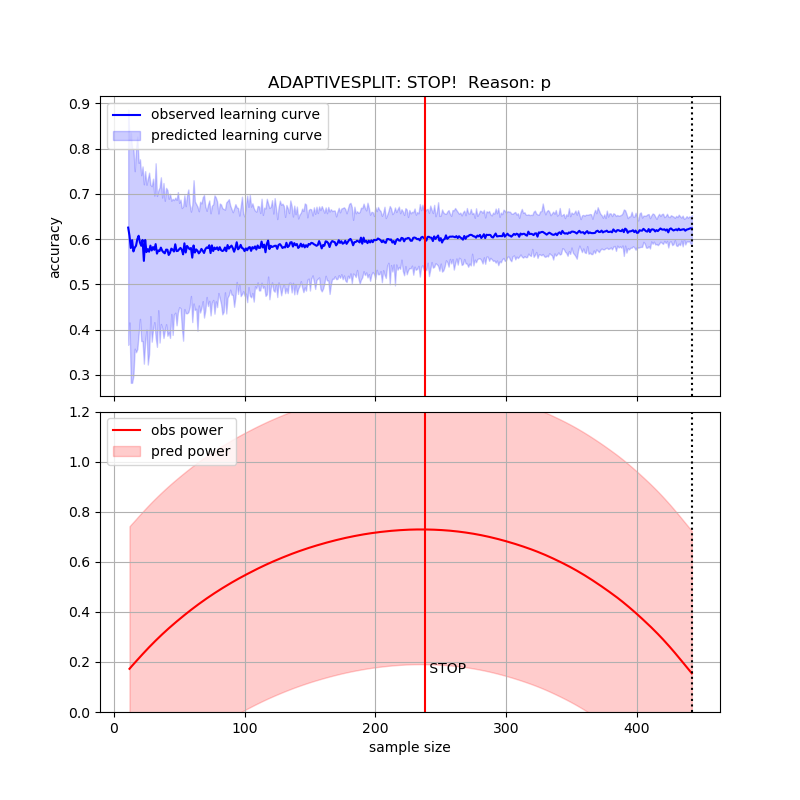 ADAPTIVESPLIT: STOP!  Reason: p
observed learning curve
predicted learning curve
accuracy
0.9
0.8
0.7
0.6
0.5
0.4
0.3
obs power
pred power
1.2
1.0
0.8
0.6
0.4
0.2
0.0
STOP
0 100 200 300 400
sample size